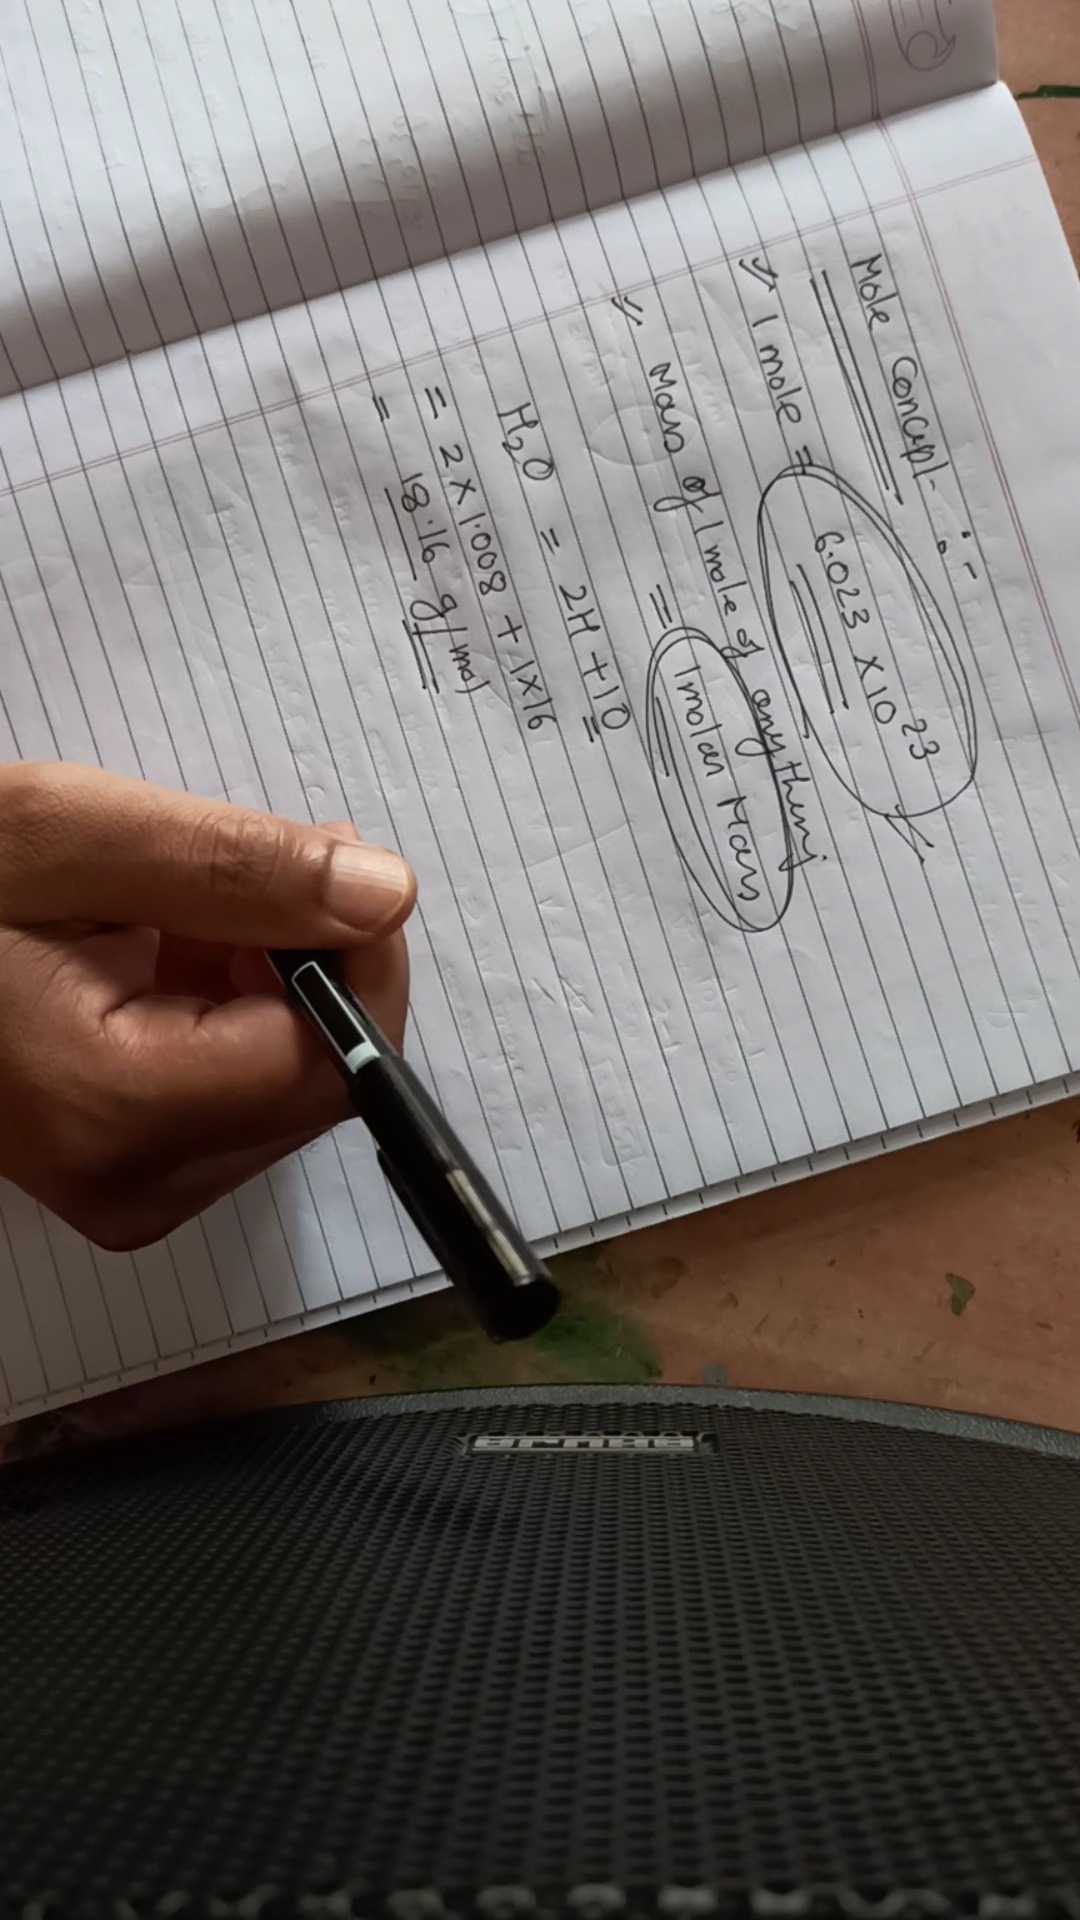 Mole Concept :-
1 mole = 6.023 × 10²³
Mass of 1 mole of anything
= 1 molar Mass
H₂O = 2H + 1O
= 2 × 1.008 + 1×16
= 18.16 g/mol